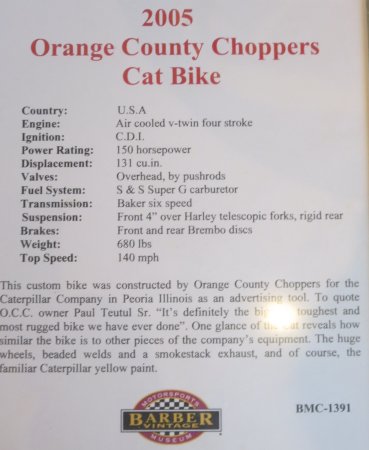 2005
Orange County Choppers
Cat Bike
Country: U.S.A
Engine: Air cooled v-twin four stroke
Ignition: C.D.I.
Power Rating: 150 horsepower
Displacement: 131 cu.in.
Valves: Overhead, by pushrods
Fuel System: S & S Super G carburetor
Transmission: Baker six speed
Suspension: Front 4" over Harley telescopic forks, rigid rear
Brakes: Front and rear Brembo discs
Weight: 680 lbs
Top Speed: 140 mph
This custom bike was constructed by Orange County Choppers for the
Caterpillar Company in Peoria Illinois as an advertising tool. To quote
O.C.C. owner Paul Teutul Sr. "It's definitely the toughest and
most rugged bike we have ever done". One glance of the reveals how
similar the bike is to other pieces of the company's equipment. The huge
wheels, beaded welds and a smokestack exhaust, and of course, the
familiar Caterpillar yellow paint.
MOTORSPORTS
BARBER
VINTAGE
MUSEUM
BMC-1391